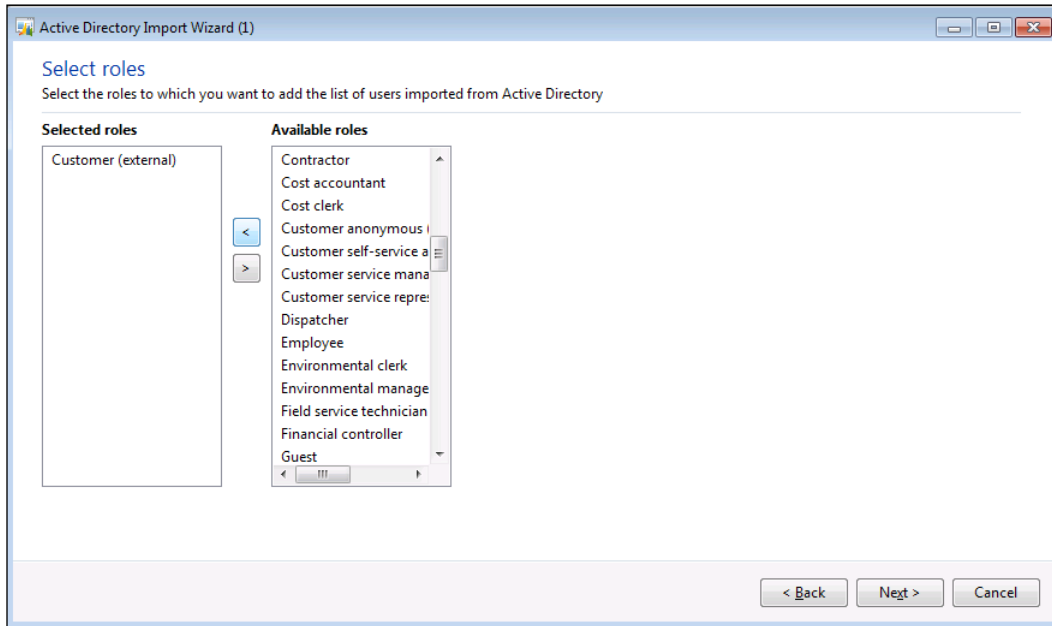 Active Directory Import Wizard (1)
Select roles
Select the roles to which you want to add the list of users imported from Active Directory
Selected roles
Available roles
Customer (external)
<
>
Contractor
Cost accountant
Cost clerk
Customer anonymous (
Customer self-service a
Customer service mana
Customer service repres
Dispatcher
Employee
Environmental clerk
Environmental manage
Field service technician
Financial controller
Guest
< Back
Next >
Cancel